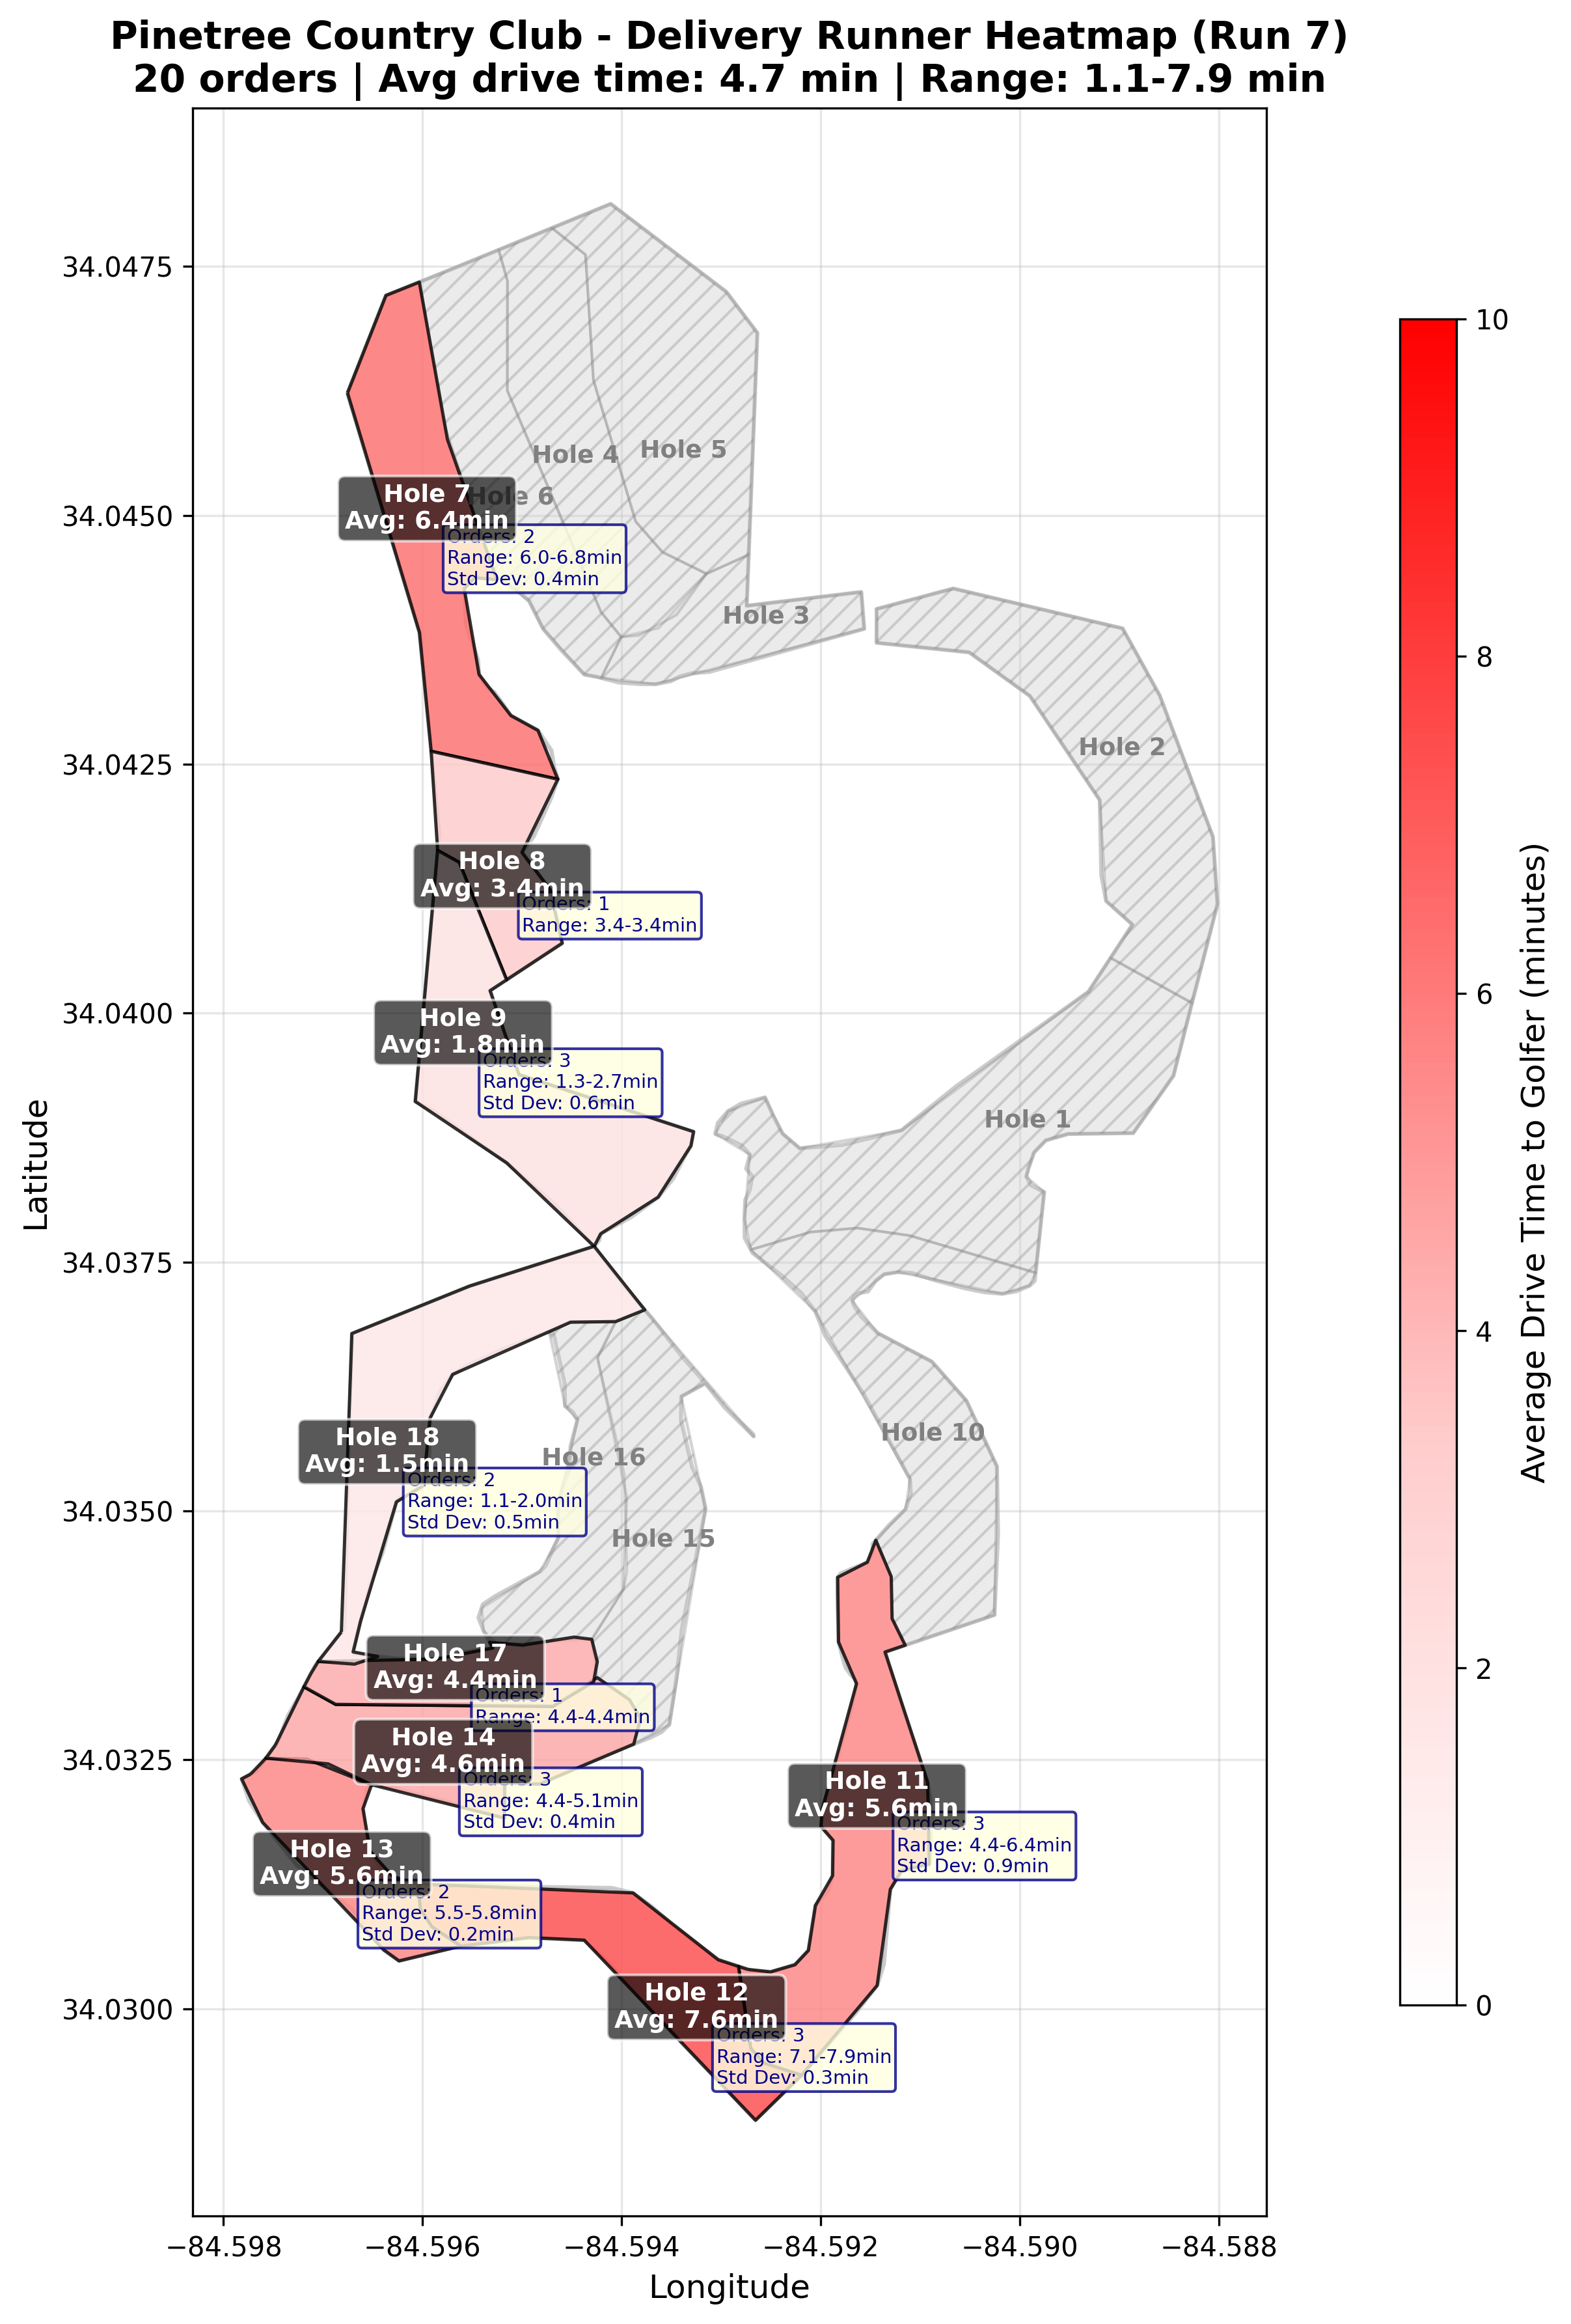 Pinetree Country Club - Delivery Runner Heatmap (Run 7)
20 orders | Avg drive time: 4.7 min | Range: 1.1-7.9 min
34.0475
34.0450
34.0425
34.0400
34.0375
34.0350
34.0325
34.0300
Latitude
−84.598
−84.596
−84.594
−84.592
−84.590
−84.588
Longitude
Hole 4
Hole 5
Hole 6
Hole 7
Avg: 6.4min
Orders: 2
Range: 6.0-6.8min
Std Dev: 0.4min
Hole 3
Hole 2
Hole 8
Avg: 3.4min
Orders: 1
Range: 3.4-3.4min
Hole 9
Avg: 1.8min
Orders: 3
Range: 1.3-2.7min
Std Dev: 0.6min
Hole 1
Hole 10
Hole 18
Avg: 1.5min
Orders: 2
Range: 1.1-2.0min
Std Dev: 0.5min
Hole 16
Hole 15
Hole 17
Avg: 4.4min
Orders: 1
Range: 4.4-4.4min
Hole 14
Avg: 4.6min
Orders: 3
Range: 4.4-5.1min
Std Dev: 0.4min
Hole 11
Avg: 5.6min
Orders: 3
Range: 4.4-6.4min
Std Dev: 0.9min
Hole 13
Avg: 5.6min
Orders: 2
Range: 5.5-5.8min
Std Dev: 0.2min
Hole 12
Avg: 7.6min
Orders: 3
Range: 7.1-7.9min
Std Dev: 0.3min
10
8
6
4
2
0
Average Drive Time to Golfer (minutes)